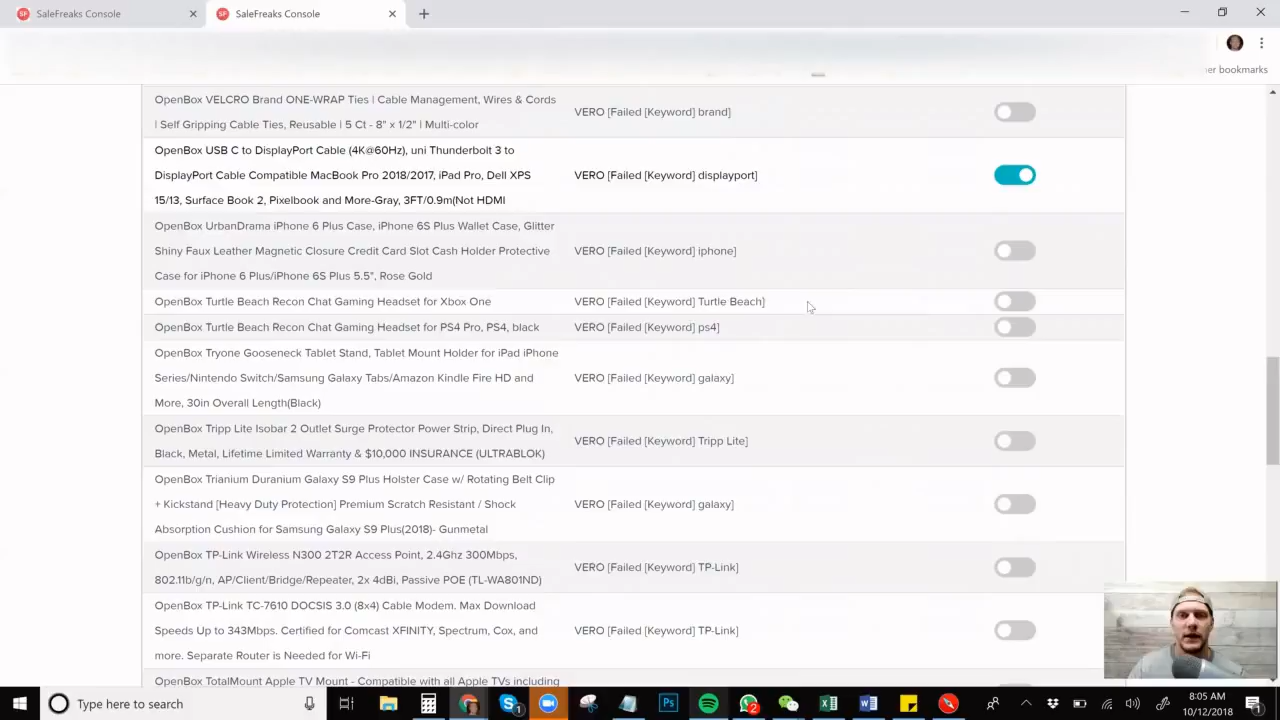 SaleFreaks Console
SaleFreaks Console
er bookmarks
OpenBox VELCRO Brand ONE-WRAP Ties | Cable Management, Wires & Cords
| Self Gripping Cable Ties, Reusable | 5 Ct - 8" x 1/2" | Multi-color
VERO [Failed [Keyword] brand]
OpenBox USB C to DisplayPort Cable (4K@60Hz), uni Thunderbolt 3 to
DisplayPort Cable Compatible MacBook Pro 2018/2017, iPad Pro, Dell XPS
15/13, Surface Book 2, Pixelbook and More-Gray, 3FT/0.9m(Not HDMI
VERO [Failed [Keyword] displayport]
OpenBox UrbanDrama iPhone 6 Plus Case, iPhone 6S Plus Wallet Case, Glitter
Shiny Faux Leather Magnetic Closure Credit Card Slot Cash Holder Protective
Case for iPhone 6 Plus/iPhone 6S Plus 5.5", Rose Gold
VERO [Failed [Keyword] iphone]
OpenBox Turtle Beach Recon Chat Gaming Headset for Xbox One
VERO [Failed [Keyword] Turtle Beach]
OpenBox Turtle Beach Recon Chat Gaming Headset for PS4 Pro, PS4, black
VERO [Failed [Keyword] ps4]
OpenBox Tryone Gooseneck Tablet Stand, Tablet Mount Holder for iPad iPhone
Series/Nintendo Switch/Samsung Galaxy Tabs/Amazon Kindle Fire HD and
More, 30in Overall Length(Black)
VERO [Failed [Keyword] galaxy]
OpenBox Tripp Lite Isobar 2 Outlet Surge Protector Power Strip, Direct Plug In,
Black, Metal, Lifetime Limited Warranty & $10,000 INSURANCE (ULTRABLOK)
VERO [Failed [Keyword] Tripp Lite]
OpenBox Trianium Duranium Galaxy S9 Plus Holster Case w/ Rotating Belt Clip
+ Kickstand [Heavy Duty Protection] Premium Scratch Resistant / Shock
Absorption Cushion for Samsung Galaxy S9 Plus(2018)- Gunmetal
VERO [Failed [Keyword] galaxy]
OpenBox TP-Link Wireless N300 2T2R Access Point, 2.4Ghz 300Mbps,
802.11b/g/n, AP/Client/Bridge/Repeater, 2x 4dBi, Passive POE (TL-WA801ND)
VERO [Failed [Keyword] TP-Link]
OpenBox TP-Link TC-7610 DOCSIS 3.0 (8x4) Cable Modem. Max Download
Speeds Up to 343Mbps. Certified for Comcast XFINITY, Spectrum, Cox, and
more. Separate Router is Needed for Wi-Fi
VERO [Failed [Keyword] TP-Link]
OpenBox TotalMount Apple TV Mount - Compatible with all Apple TVs including
Type here to search
8:05 AM
10/12/2018